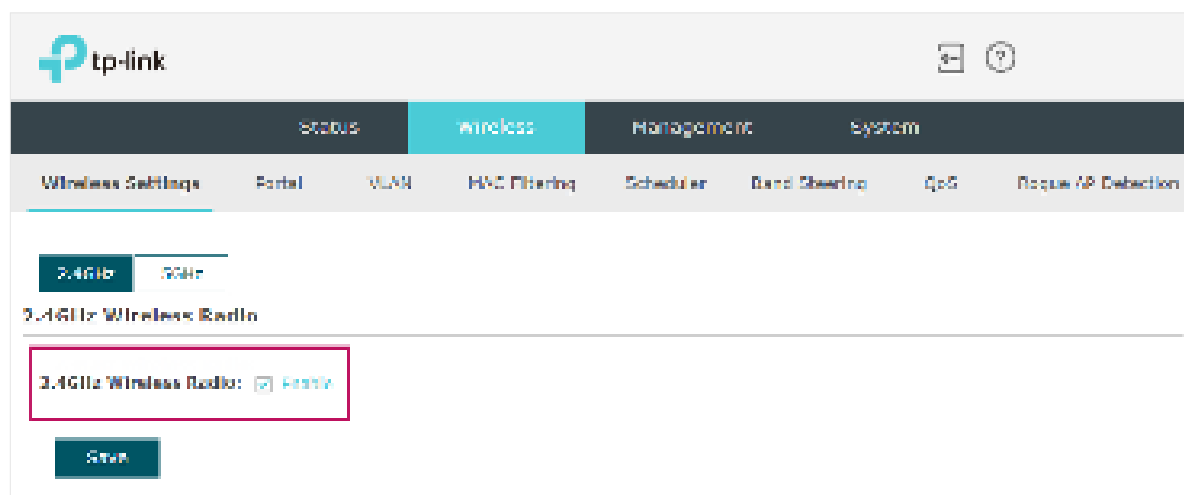 tp-link
Status Wireless Management System
Wireless Settings Portal VLAN MAC Filtering Scheduler Band Steering QoS Rogue AP Detection
2.4GHz 5GHz
2.4GHz Wireless Radio
2.4GHz Wireless Radio: Enable
Save